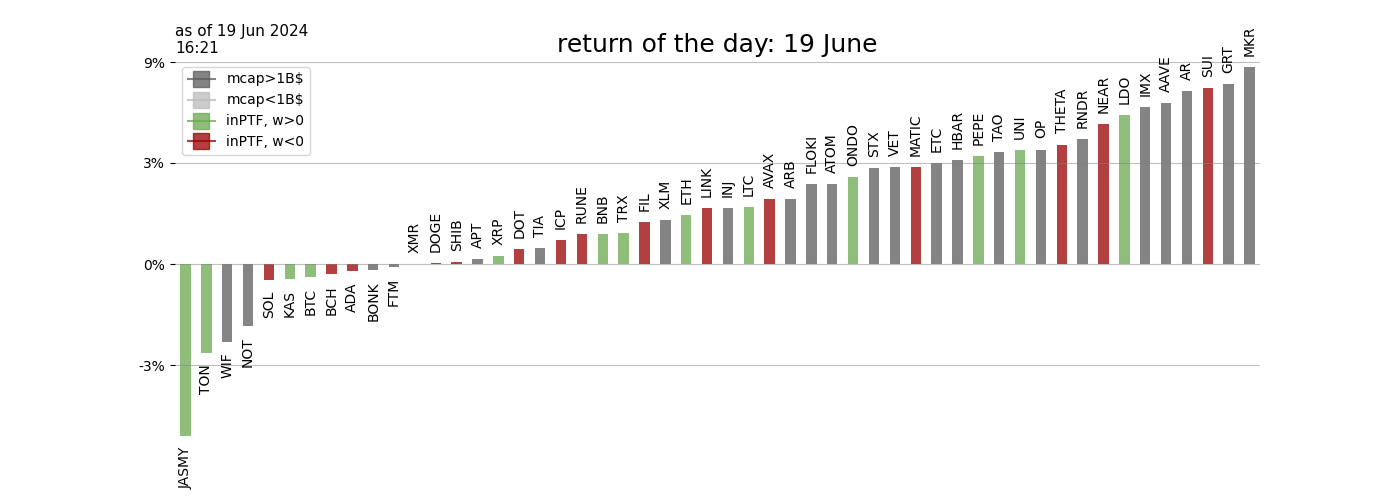 as of 19 Jun 2024
16:21
return of the day: 19 June
9%
3%
0%
-3%
mcap>1B$
mcap<1B$
inPTF, w>0
inPTF, w<0
JASMY
TON
WIF
NOT
SOL
KAS
BTC
BCH
ADA
BONK
FTM
XMR
DOGE
SHIB
APT
XRP
DOT
TIA
ICP
RUNE
BNB
TRX
FIL
XLM
ETH
LINK
INJ
LTC
AVAX
ARB
FLOKI
ATOM
ONDO
STX
VET
MATIC
ETC
HBAR
PEPE
TAO
UNI
OP
THETA
RNDR
NEAR
LDO
IMX
AAVE
AR
SUI
GRT
MKR